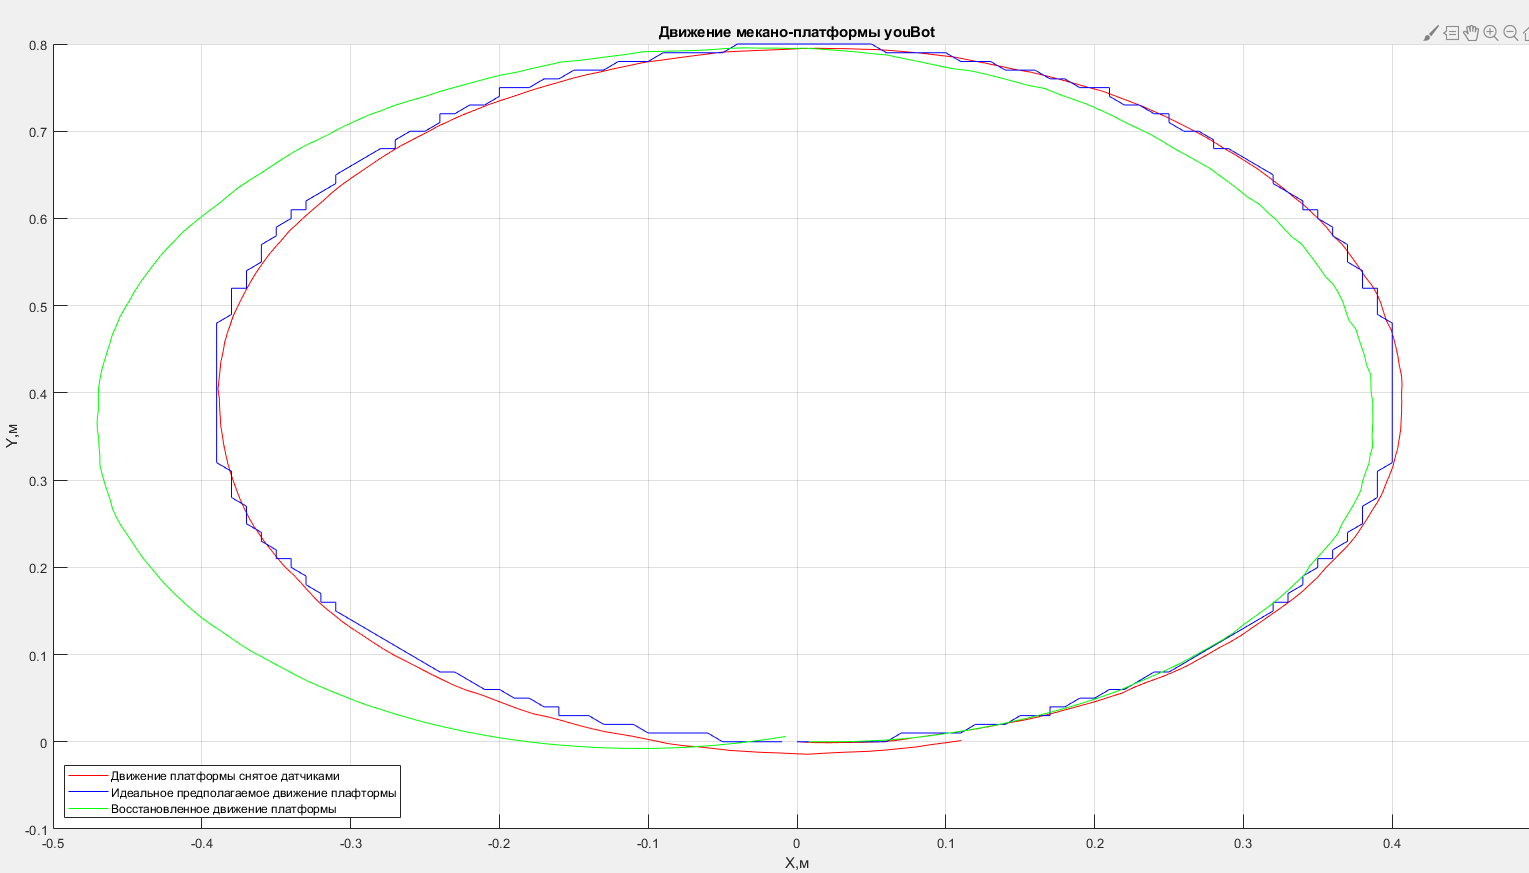 Движение мекано-платформы youBot
0.8
0.7
0.6
0.5
0.4
0.3
0.2
0.1
0
-0.1
Y,м
Движение платформы снятое датчиками
Идеальное предполагаемое движение плафтормы
Восстановленное движение платформы
-0.5 -0.4 -0.3 -0.2 -0.1 0 0.1 0.2 0.3 0.4
X,м